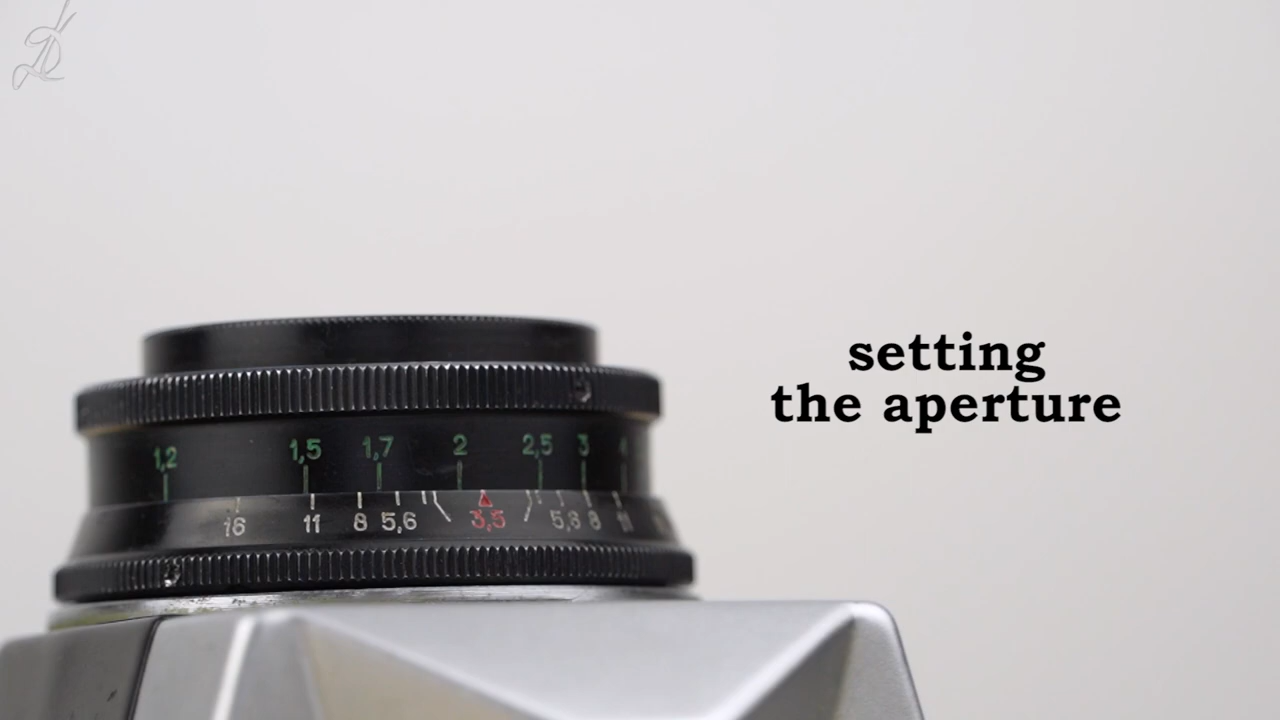 setting
the aperture
1,2 1,5 1,7 2 2,5 3
16 11 8 5,6 3,5 5,6 8 11